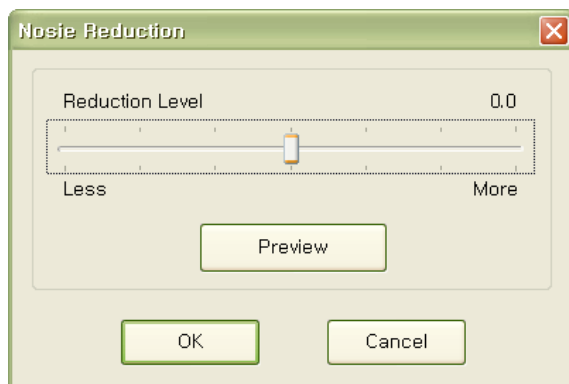 Nosie Reduction
Reduction Level 0.0
Less More
Preview
OK Cancel